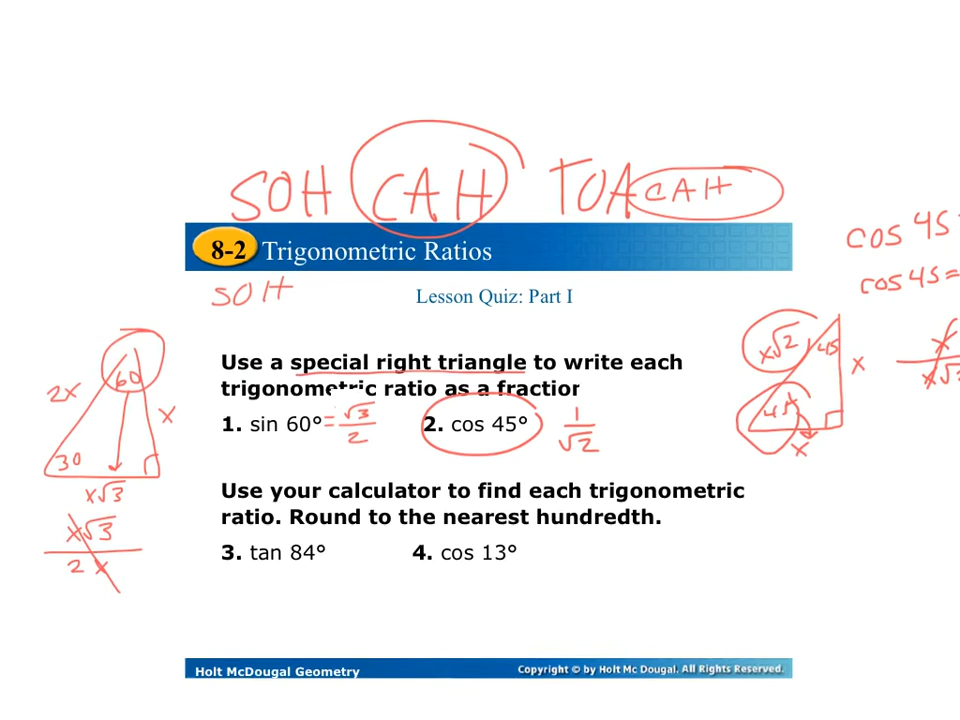 SOH CAH TOA CAH
8-2 Trigonometric Ratios
SOH
Lesson Quiz: Part I
cos 45
cos 45 =
Use a special right triangle to write each
trigonometric ratio as a fraction
1. sin 60° = √3/2
2. cos 45° 1/√2
60
2x
x
30
x√3
x√3
2x
x√2
45
x
45
x
x
x√3
Use your calculator to find each trigonometric
ratio. Round to the nearest hundredth.
3. tan 84°
4. cos 13°
Holt McDougal Geometry
Copyright © by Holt Mc Dougal. All Rights Reserved.